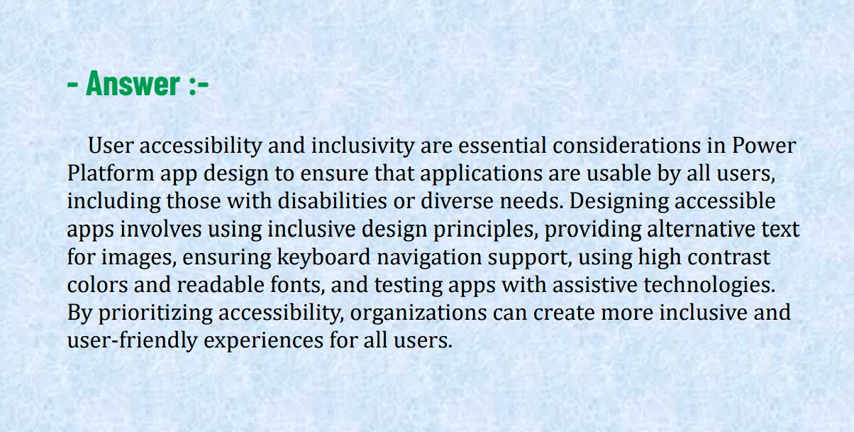 - Answer :-
User accessibility and inclusivity are essential considerations in Power
Platform app design to ensure that applications are usable by all users,
including those with disabilities or diverse needs. Designing accessible
apps involves using inclusive design principles, providing alternative text
for images, ensuring keyboard navigation support, using high contrast
colors and readable fonts, and testing apps with assistive technologies.
By prioritizing accessibility, organizations can create more inclusive and
user-friendly experiences for all users.